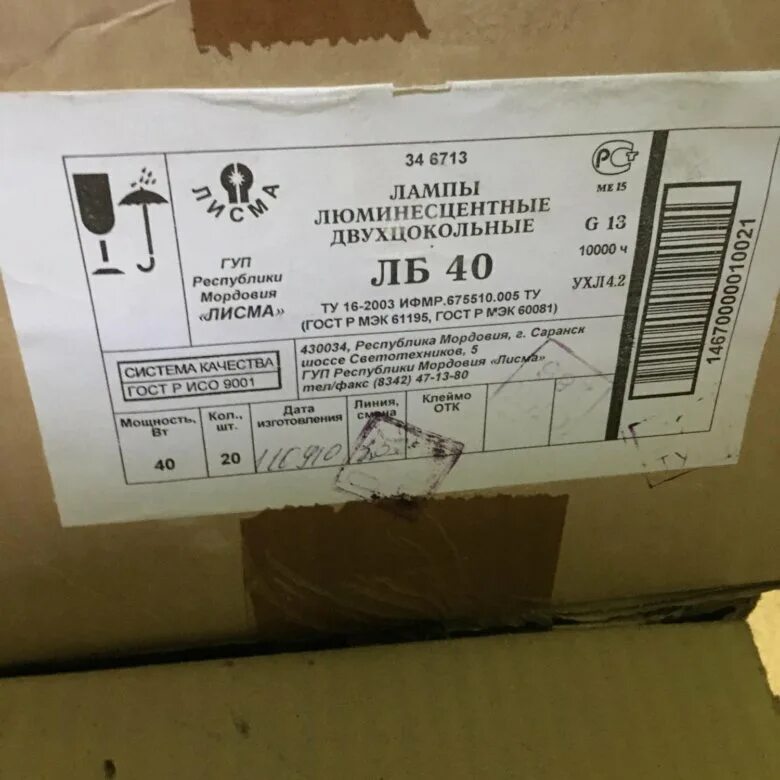 34 6713
ЛИСМА
ГУП
Республики
Мордовия
«ЛИСМА»
ЛАМПЫ
ЛЮМИНЕСЦЕНТНЫЕ
ДВУХЦОКОЛЬНЫЕ
ЛБ 40
ТУ 16-2003 ИФМР.675510.005 ТУ
(ГОСТ Р МЭК 61195, ГОСТ Р МЭК 60081)
РСТ
МЕ15
G 13
10000 ч
УХЛ4.2
14670000010021
СИСТЕМА КАЧЕСТВА
ГОСТ Р ИСО 9001
430034, Республика Мордовия, г. Саранск
шоссе Светотехников, 5
ГУП Республики Мордовия «Лисма»
тел/факс (8342) 47-13-80
Мощность, Вт
Кол., шт.
Дата изготовления
Линия, смена
Клеймо ОТК
40
20
ТУ